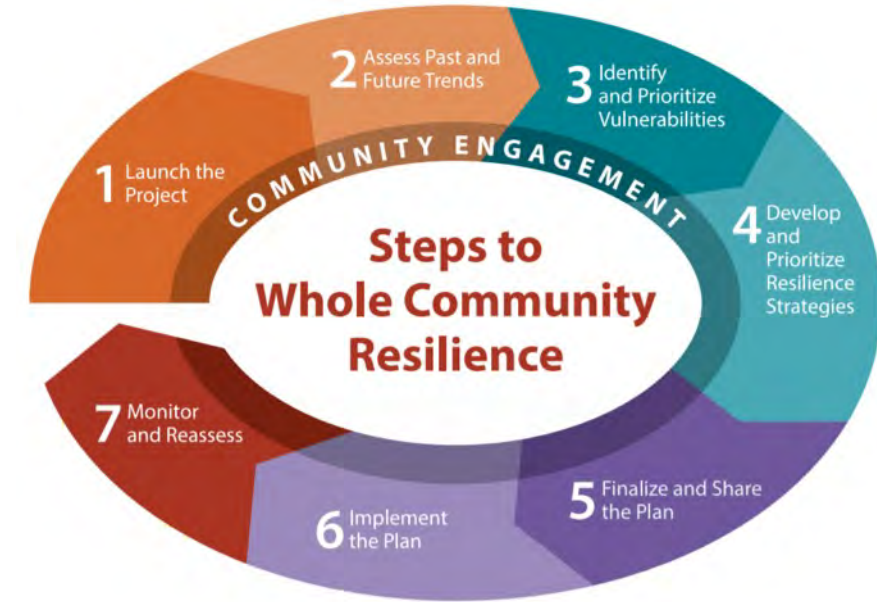 1 Launch the
Project
2 Assess Past and
Future Trends
3 Identify
and Prioritize
Vulnerabilities
4 Develop
and
Prioritize
Resilience
Strategies
5 Finalize and Share
the Plan
6 Implement
the Plan
7 Monitor
and Reassess
COMMUNITY ENGAGEMENT
Steps to
Whole Community
Resilience